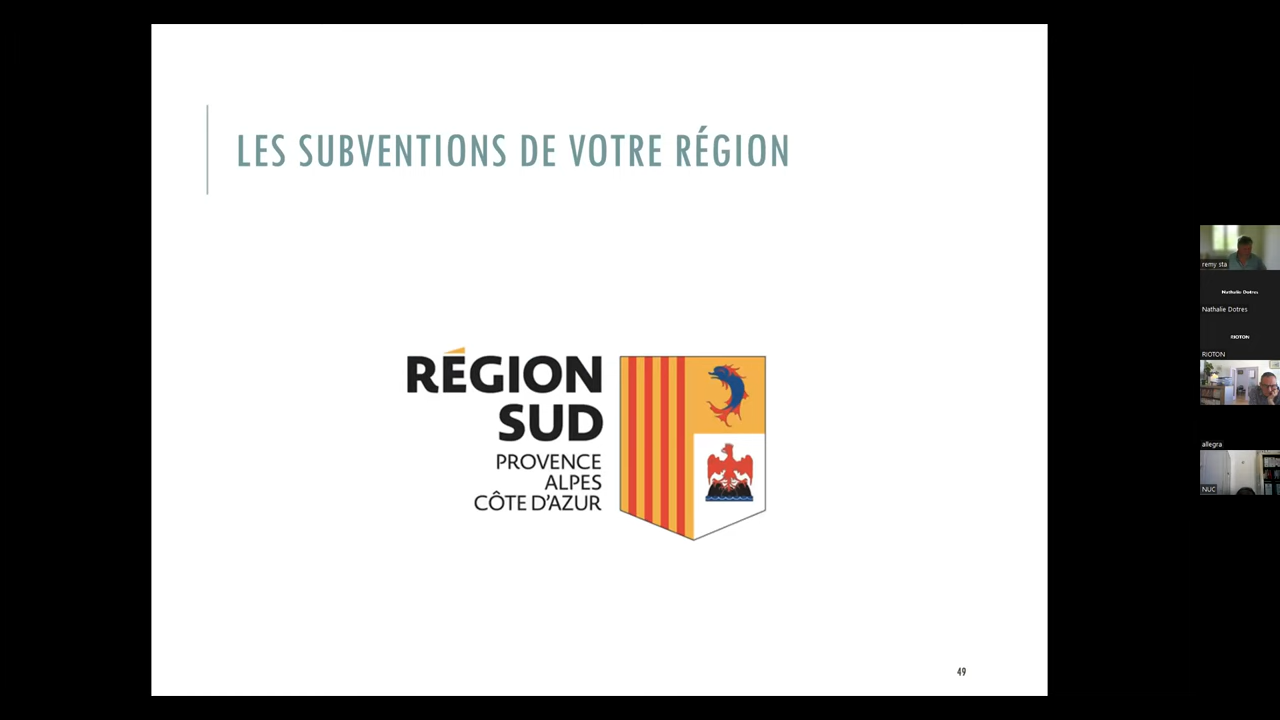 LES SUBVENTIONS DE VOTRE RÉGION
RÉGION
SUD
PROVENCE
ALPES
CÔTE D'AZUR
49
remy sta
Nathalie Dotres
Nathalie Dotres
RIOTON
RIOTON
allegra
NUC